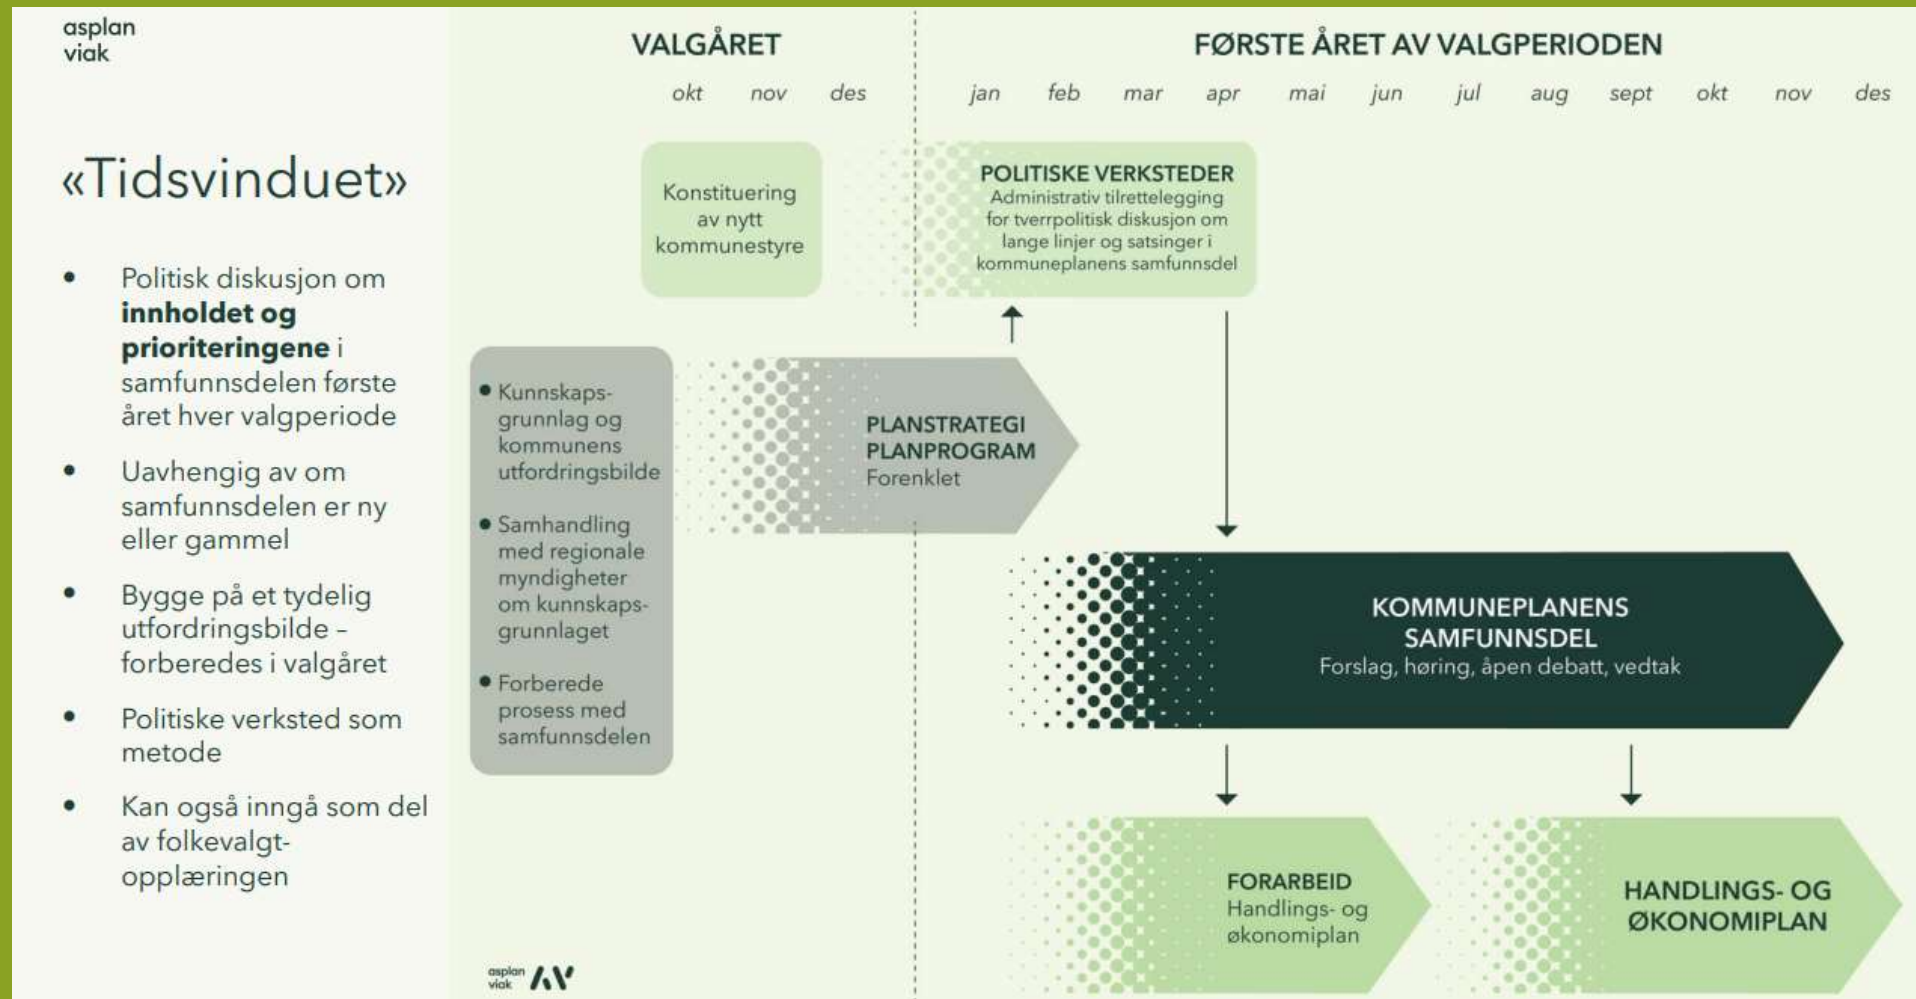 asplan
viak
«Tidsvinduet»
• Politisk diskusjon om
innholdet og
prioriteringene i
samfunnsdelen første
året hver valgperiode
• Uavhengig av om
samfunnsdelen er ny
eller gammel
• Bygge på et tydelig
utfordringsbilde –
forberedes i valgåret
• Politiske verksted som
metode
• Kan også inngå som del
av folkevalgt-
opplæringen
VALGÅRET
FØRSTE ÅRET AV VALGPERIODEN
okt nov des jan feb mar apr mai jun jul aug sept okt nov des
Konstituering
av nytt
kommunestyre
POLITISKE VERKSTEDER
Administrativ tilrettelegging
for tverrpolitisk diskusjon om
lange linjer og satsinger i
kommuneplanens samfunnsdel
• Kunnskaps-
grunnlag og
kommunens
utfordringsbilde
• Samhandling
med regionale
myndigheter
om kunnskaps-
grunnlaget
• Forberede
prosess med
samfunnsdelen
PLANSTRATEGI
PLANPROGRAM
Forenklet
KOMMUNEPLANENS
SAMFUNNSDEL
Forslag, høring, åpen debatt, vedtak
FORARBEID
Handlings- og
økonomiplan
HANDLINGS- OG
ØKONOMIPLAN
asplan
viak